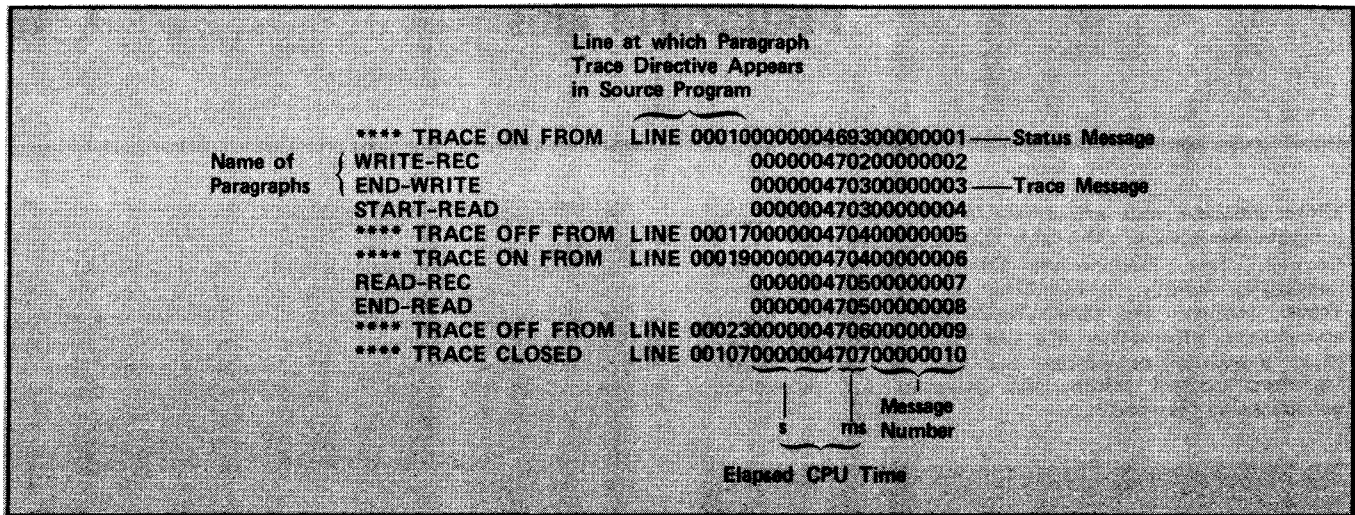 Line at which Paragraph
Trace Directive Appears
in Source Program
**** TRACE ON FROM LINE 00010000000469300000001 Status Message
Name of Paragraphs
WRITE-REC 000000470200000002
END-WRITE 000000470300000003 Trace Message
START-READ 000000470300000004
**** TRACE OFF FROM LINE 00017000000470400000005
**** TRACE ON FROM LINE 00019000000470400000006
READ-REC 000000470500000007
END-READ 000000470500000008
**** TRACE OFF FROM LINE 00023000000470600000009
**** TRACE CLOSED LINE 00107000000470700000010
s ms Message Number
Elapsed CPU Time